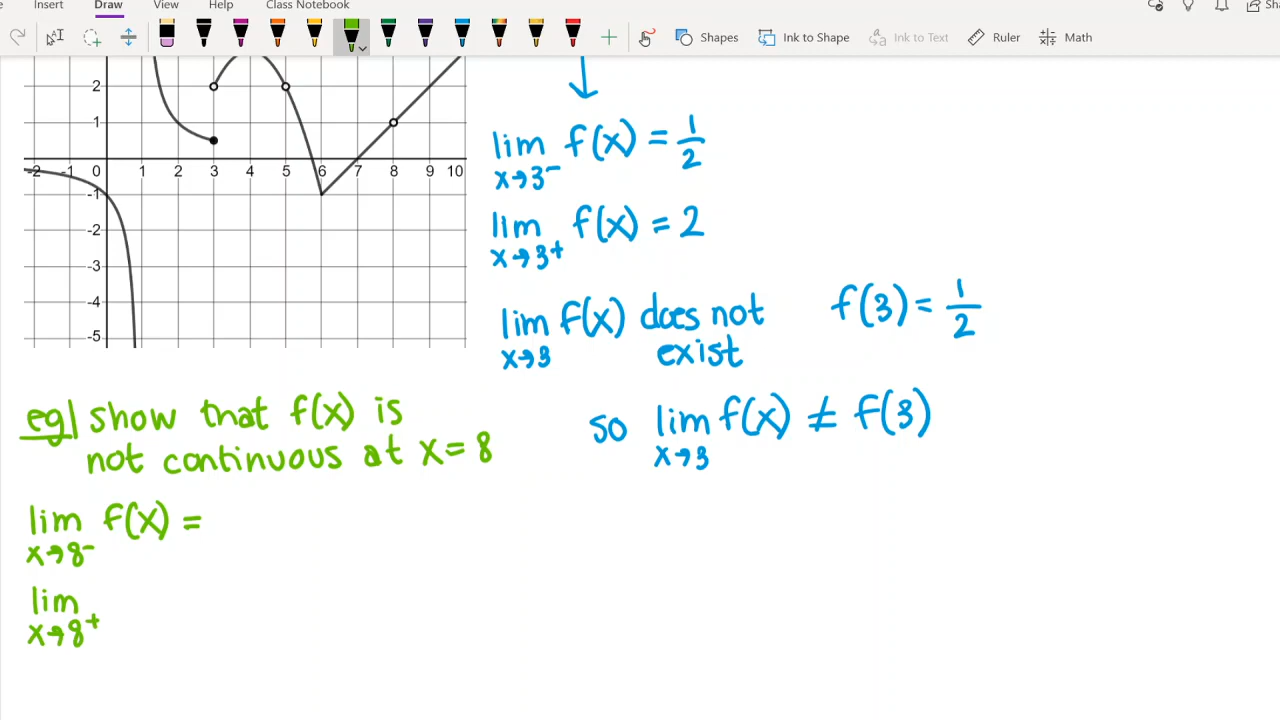 Insert Draw View Help Class Notebook Sha
Shapes Ink to Shape Ink to Text Ruler Math
2
1
-2 -1 0 1 2 3 4 5 6 7 8 9 10
-1
-2
-3
-4
-5
lim f(x) = 1/2
x→3⁻
lim f(x) = 2
x→3⁺
lim f(x) does not exist
x→3
f(3) = 1/2
so lim f(x) ≠ f(3)
x→3
eg) show that f(x) is
not continuous at x = 8
lim f(x) =
x→8⁻
lim
x→8⁺